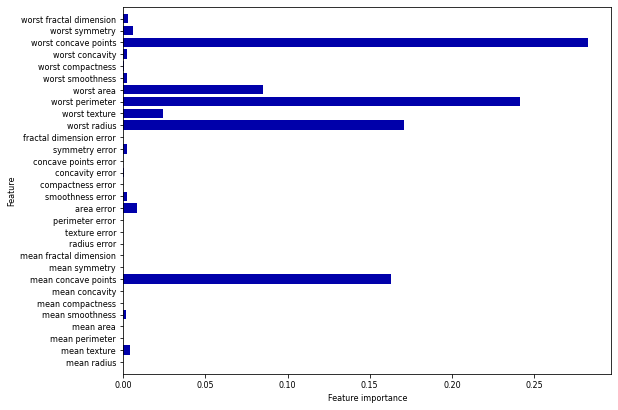 worst fractal dimension
worst symmetry
worst concave points
worst concavity
worst compactness
worst smoothness
worst area
worst perimeter
worst texture
worst radius
fractal dimension error
symmetry error
concave points error
concavity error
compactness error
smoothness error
area error
perimeter error
texture error
radius error
mean fractal dimension
mean symmetry
mean concave points
mean concavity
mean compactness
mean smoothness
mean area
mean perimeter
mean texture
mean radius
Feature
0.00 0.05 0.10 0.15 0.20 0.25
Feature importance